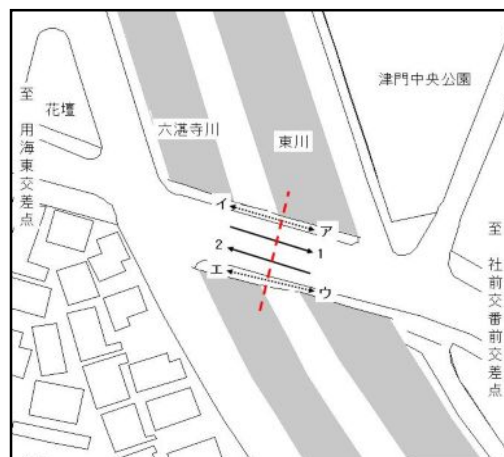 至 用海東交差点
花壇
六湛寺川
東川
津門中央公園
至 社前交番前交差点
イ
ア
2
1
エ
ウ